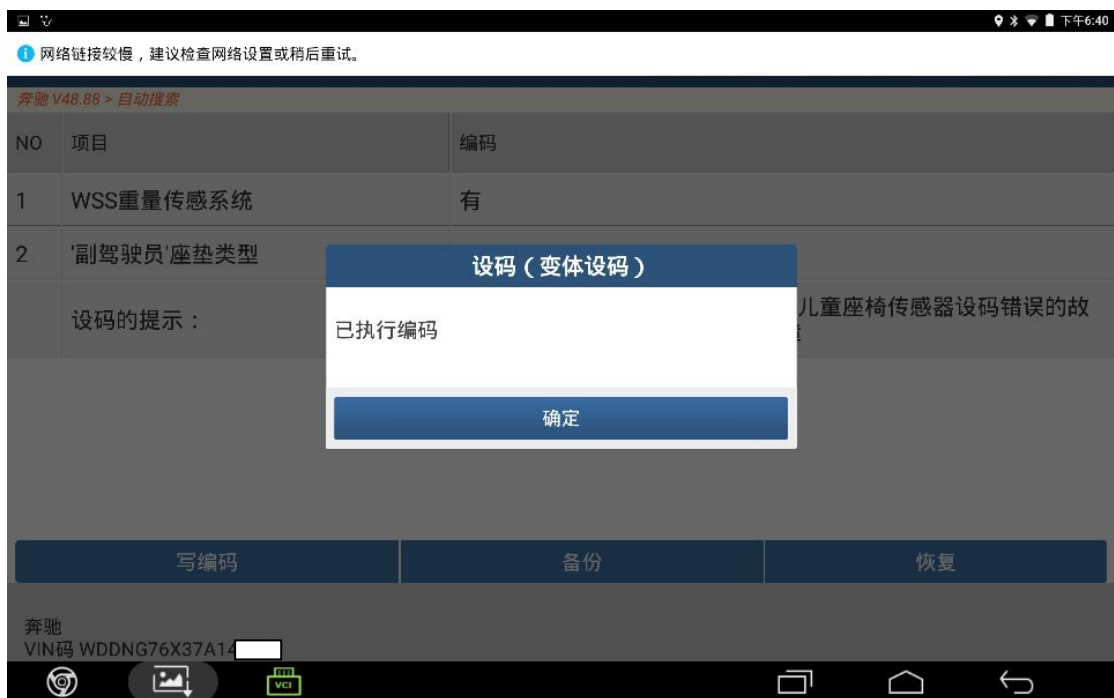 下午6:40
网络链接较慢，建议检查网络设置或稍后重试。
奔驰 V48.88 > 自动搜索
NO 项目 编码
1 WSS重量传感系统 有
2 '副驾驶员'座垫类型
设码（变体设码）
设码的提示： 儿童座椅传感器设码错误的故
已执行编码
确定
写编码 备份 恢复
奔驰
VIN码 WDDNG76X37A14
VCI